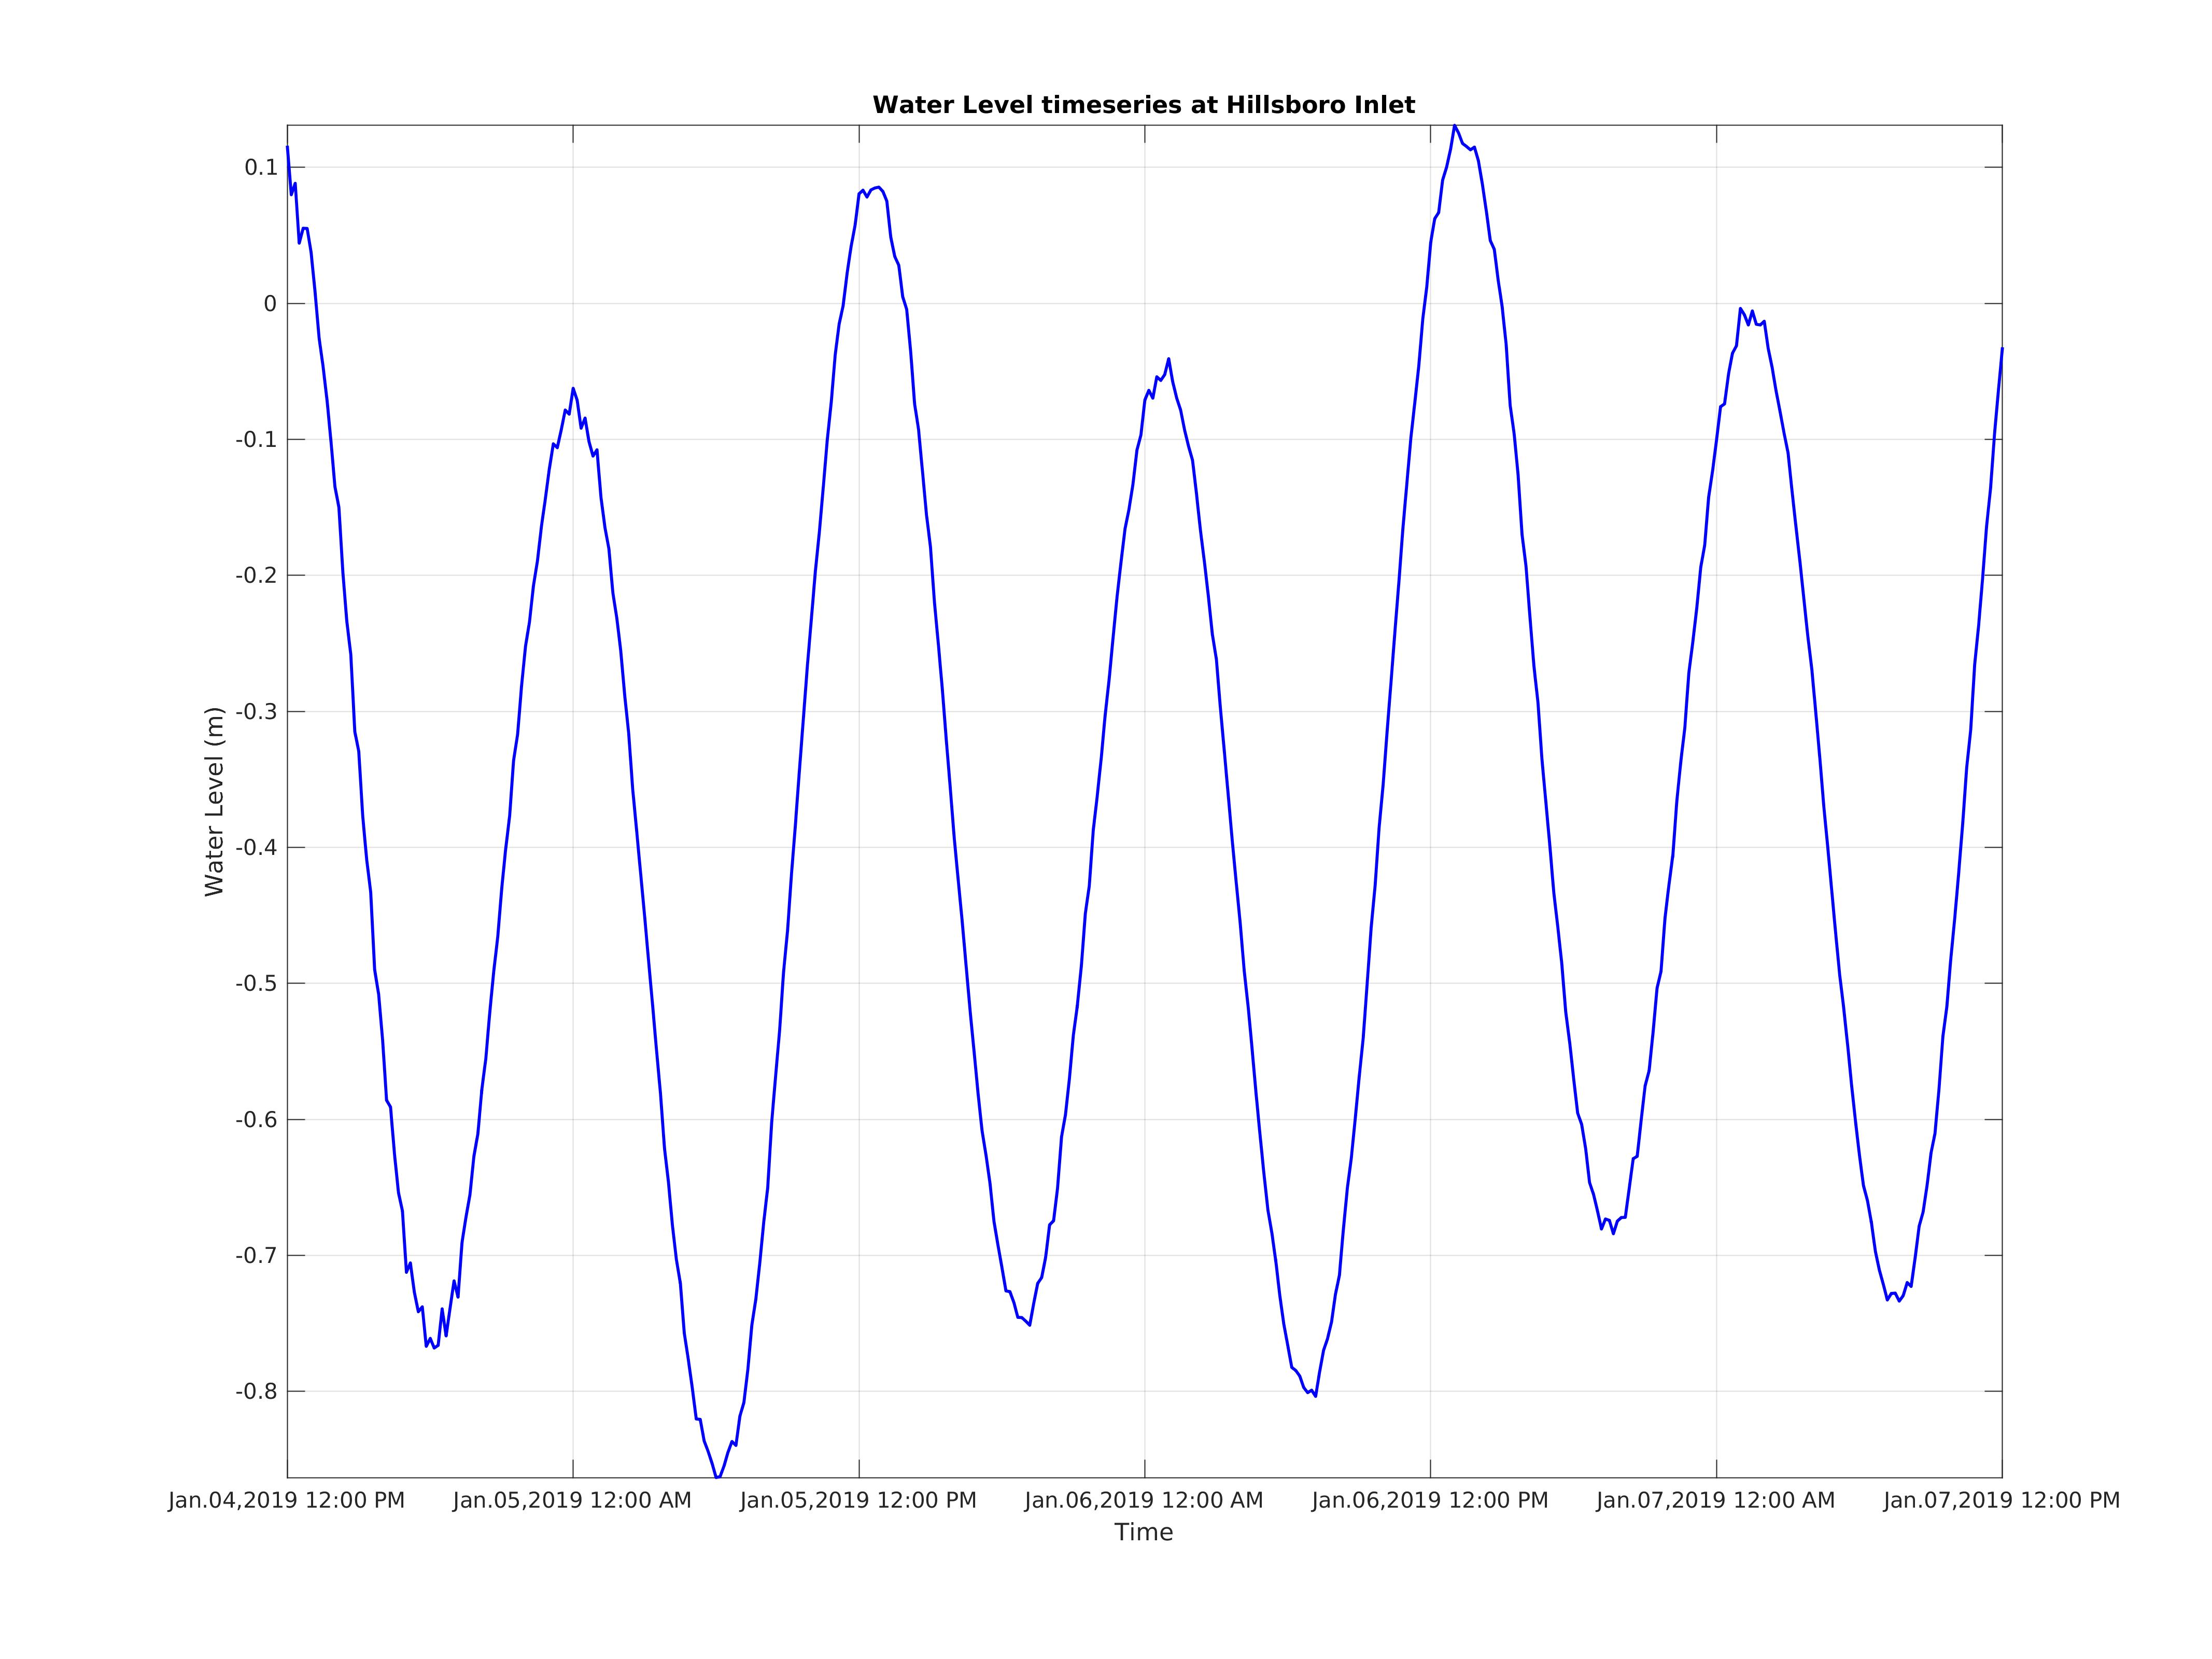 Water Level timeseries at Hillsboro Inlet
0.1
0
-0.1
-0.2
-0.3
-0.4
-0.5
-0.6
-0.7
-0.8
Water Level (m)
Jan.04,2019 12:00 PM
Jan.05,2019 12:00 AM
Jan.05,2019 12:00 PM
Jan.06,2019 12:00 AM
Jan.06,2019 12:00 PM
Jan.07,2019 12:00 AM
Jan.07,2019 12:00 PM
Time